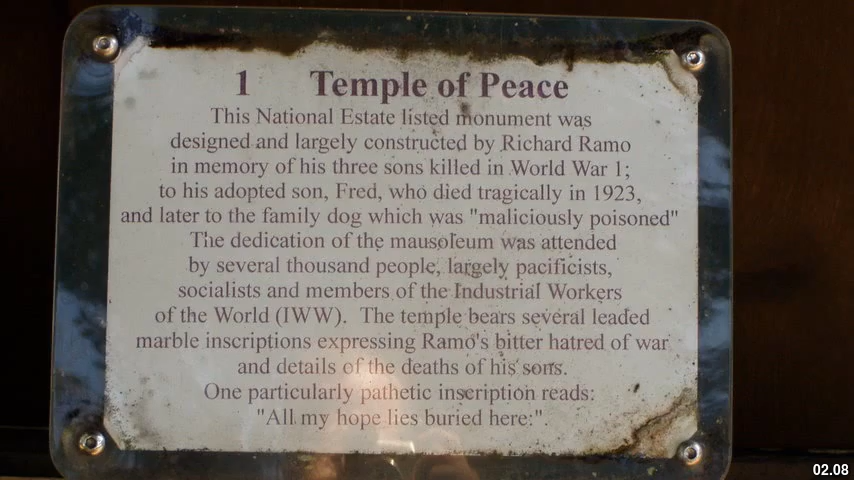 1 Temple of Peace
This National Estate listed monument was
designed and largely constructed by Richard Ramo
in memory of his three sons killed in World War 1;
to his adopted son, Fred, who died tragically in 1923,
and later to the family dog which was "maliciously poisoned"
The dedication of the mausoleum was attended
by several thousand people, largely pacificists,
socialists and members of the Industrial Workers
of the World (IWW). The temple bears several leaded
marble inscriptions expressing Ramo's bitter hatred of war
and details of the deaths of his sons.
One particularly pathetic inscription reads:
"All my hope lies buried here:".
02.08